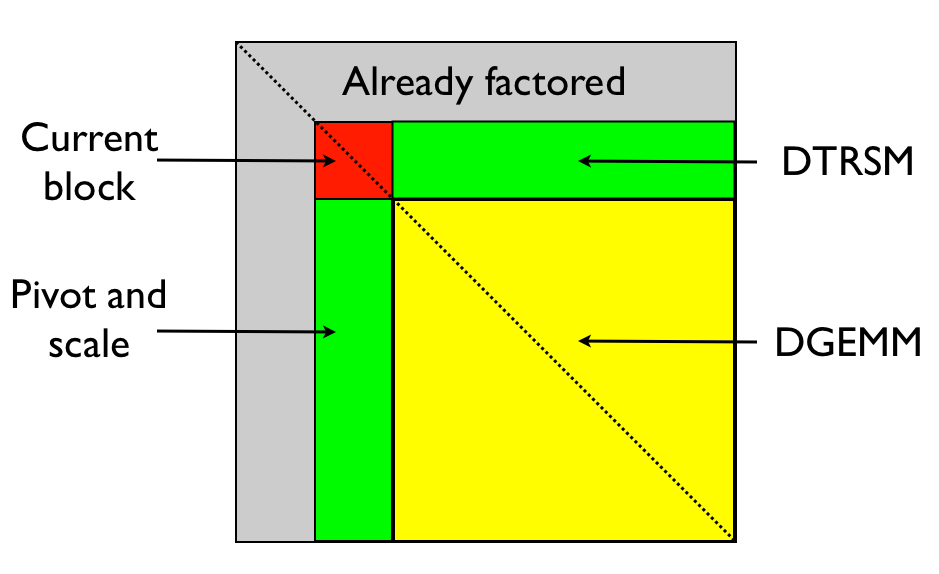 Already factored
Current
block
DTRSM
Pivot and
scale
DGEMM